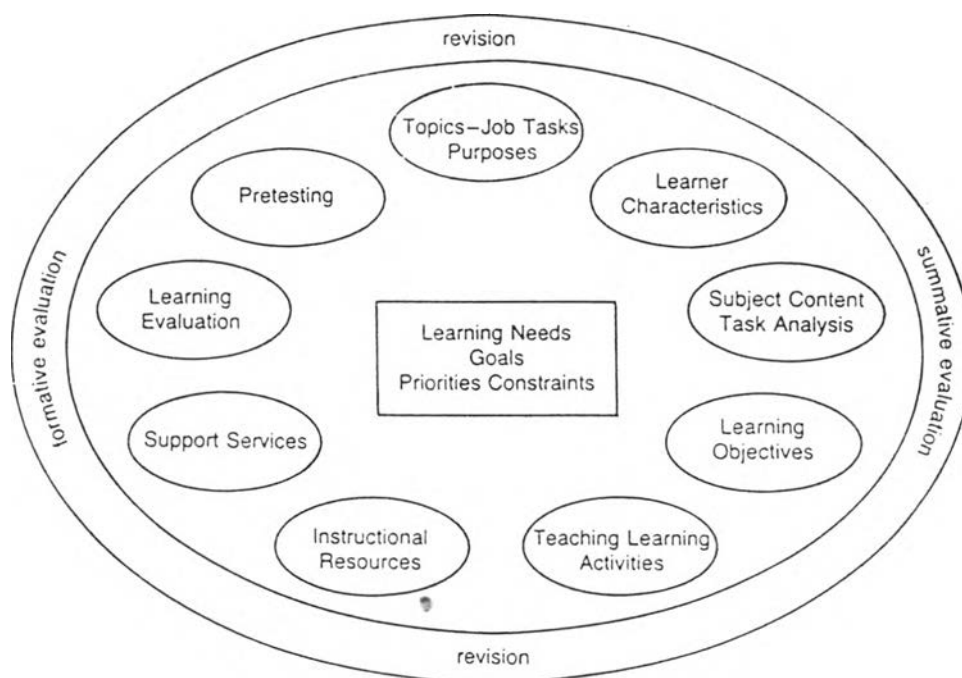 revision
Topics–Job Tasks
Purposes
Pretesting
Learner
Characteristics
Learning
Evaluation
Subject Content
Task Analysis
formative evaluation
summative evaluation
Learning Needs
Goals
Priorities Constraints
Support Services
Learning
Objectives
Instructional
Resources
Teaching Learning
Activities
revision